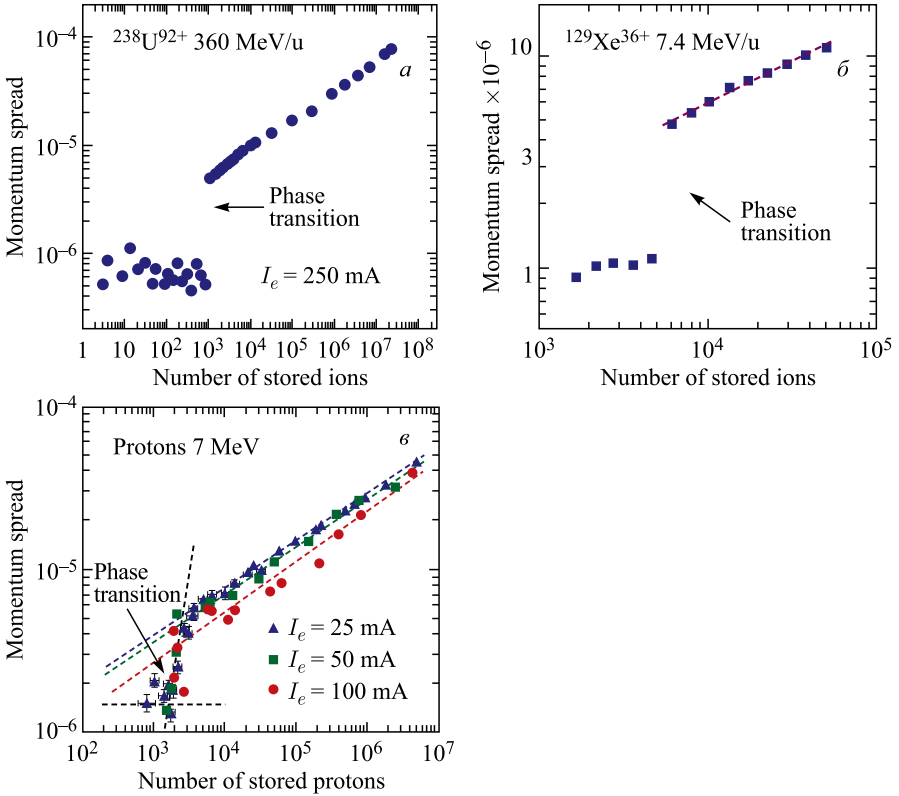 10⁻⁴
²³⁸U⁹²⁺ 360 MeV/u
а
10⁻⁵
Momentum spread
Phase
transition
10⁻⁶
Iₑ = 250 mA
1 10 10² 10³ 10⁴ 10⁵ 10⁶ 10⁷ 10⁸
Number of stored ions
10
¹²⁹Xe³⁶⁺ 7.4 MeV/u
б
Momentum spread ×10⁻⁶
3
Phase
transition
1
10³ 10⁴ 10⁵
Number of stored ions
10⁻⁴
Protons 7 MeV
в
Momentum spread
10⁻⁵
Phase
transition
Iₑ = 25 mA
Iₑ = 50 mA
Iₑ = 100 mA
10⁻⁶
10² 10³ 10⁴ 10⁵ 10⁶ 10⁷
Number of stored protons